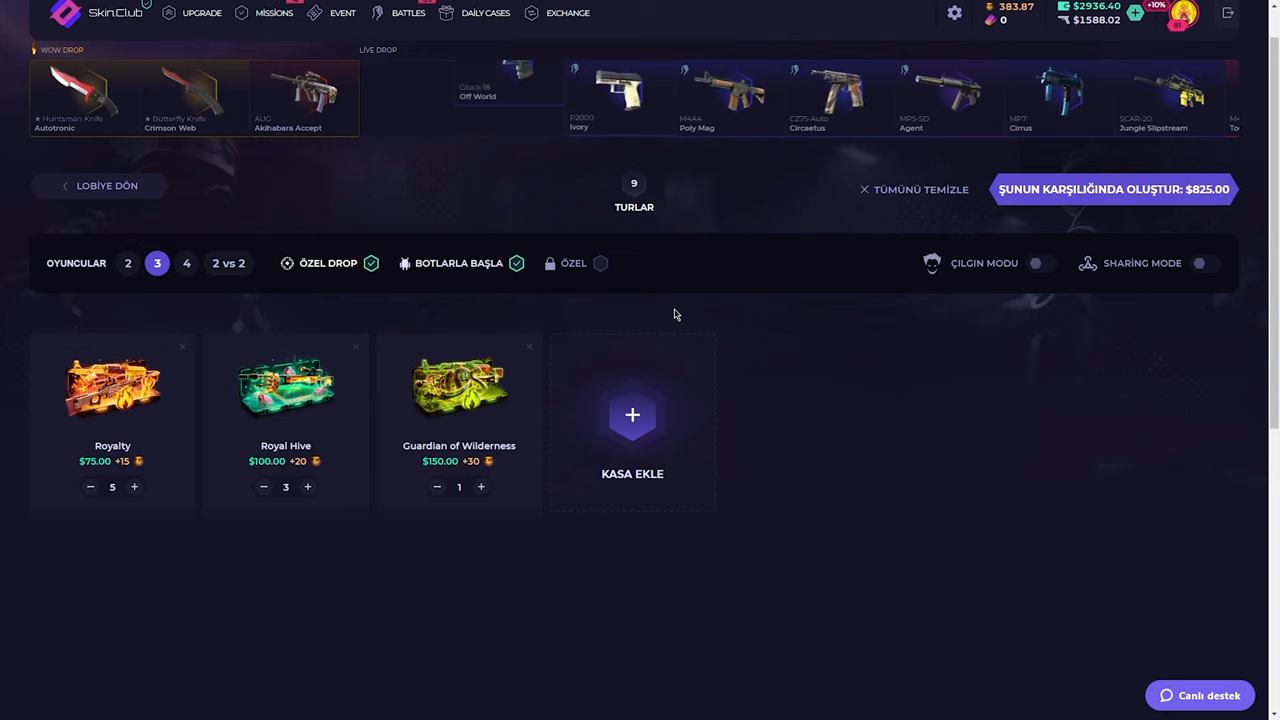 Skin.Club
UPGRADE
MISSIONS
EVENT
BATTLES
DAILY CASES
EXCHANGE
383.87
0
$2936.40
$1588.02
+10%
WOW DROP
LIVE DROP
★ Huntsman Knife
Autotronic
★ Butterfly Knife
Crimson Web
AUG
Akihabara Accept
Glock-18
Off World
P2000
Ivory
M4A4
Poly Mag
CZ75-Auto
Circaetus
MP5-SD
Agent
MP7
Cirrus
SCAR-20
Jungle Slipstream
LOBİYE DÖN
9
TURLAR
TÜMÜNÜ TEMİZLE
ŞUNUN KARŞILIĞINDA OLUŞTUR: $825.00
OYUNCULAR 2 3 4 2 vs 2
ÖZEL DROP
BOTLARLA BAŞLA
ÖZEL
ÇILGIN MODU
SHARİNG MODE
Royalty
$75.00 +15
− 5 +
Royal Hive
$100.00 +20
− 3 +
Guardian of Wilderness
$150.00 +30
− 1 +
+
KASA EKLE
Canlı destek